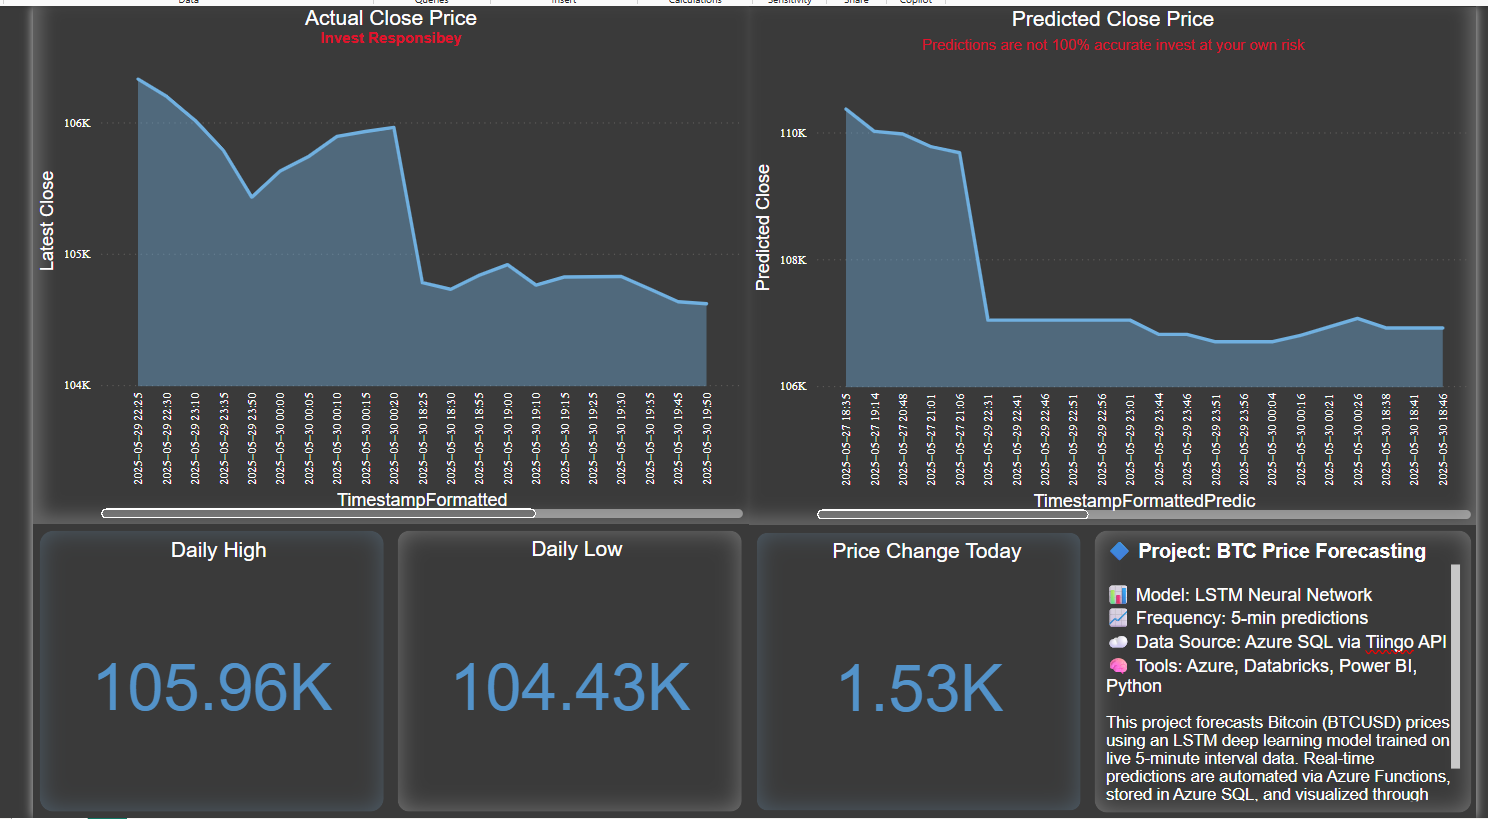 Data
Queries
Insert
Calculations
Sensitivity
Share
Copilot
Actual Close Price
Invest Responsibey
Latest Close
106K
105K
104K
2025-05-29 22:25
2025-05-29 22:30
2025-05-29 23:10
2025-05-29 23:35
2025-05-29 23:50
2025-05-30 00:00
2025-05-30 00:05
2025-05-30 00:10
2025-05-30 00:15
2025-05-30 00:20
2025-05-30 18:25
2025-05-30 18:30
2025-05-30 18:55
2025-05-30 19:00
2025-05-30 19:10
2025-05-30 19:15
2025-05-30 19:25
2025-05-30 19:30
2025-05-30 19:35
2025-05-30 19:45
2025-05-30 19:50
TimestampFormatted
Predicted Close Price
Predictions are not 100% accurate invest at your own risk
Predicted Close
110K
108K
106K
2025-05-27 18:35
2025-05-27 19:14
2025-05-27 20:48
2025-05-27 21:01
2025-05-27 21:06
2025-05-29 22:31
2025-05-29 22:41
2025-05-29 22:46
2025-05-29 22:51
2025-05-29 22:56
2025-05-29 23:01
2025-05-29 23:44
2025-05-29 23:46
2025-05-29 23:51
2025-05-29 23:56
2025-05-30 00:04
2025-05-30 00:16
2025-05-30 00:21
2025-05-30 00:26
2025-05-30 18:38
2025-05-30 18:41
2025-05-30 18:46
TimestampFormattedPredic
Daily High
105.96K
Daily Low
104.43K
Price Change Today
1.53K
Project: BTC Price Forecasting
Model: LSTM Neural Network
Frequency: 5-min predictions
Data Source: Azure SQL via Tiingo API
Tools: Azure, Databricks, Power BI,
Python
This project forecasts Bitcoin (BTCUSD) prices
using an LSTM deep learning model trained on
live 5-minute interval data. Real-time
predictions are automated via Azure Functions,
stored in Azure SQL, and visualized through